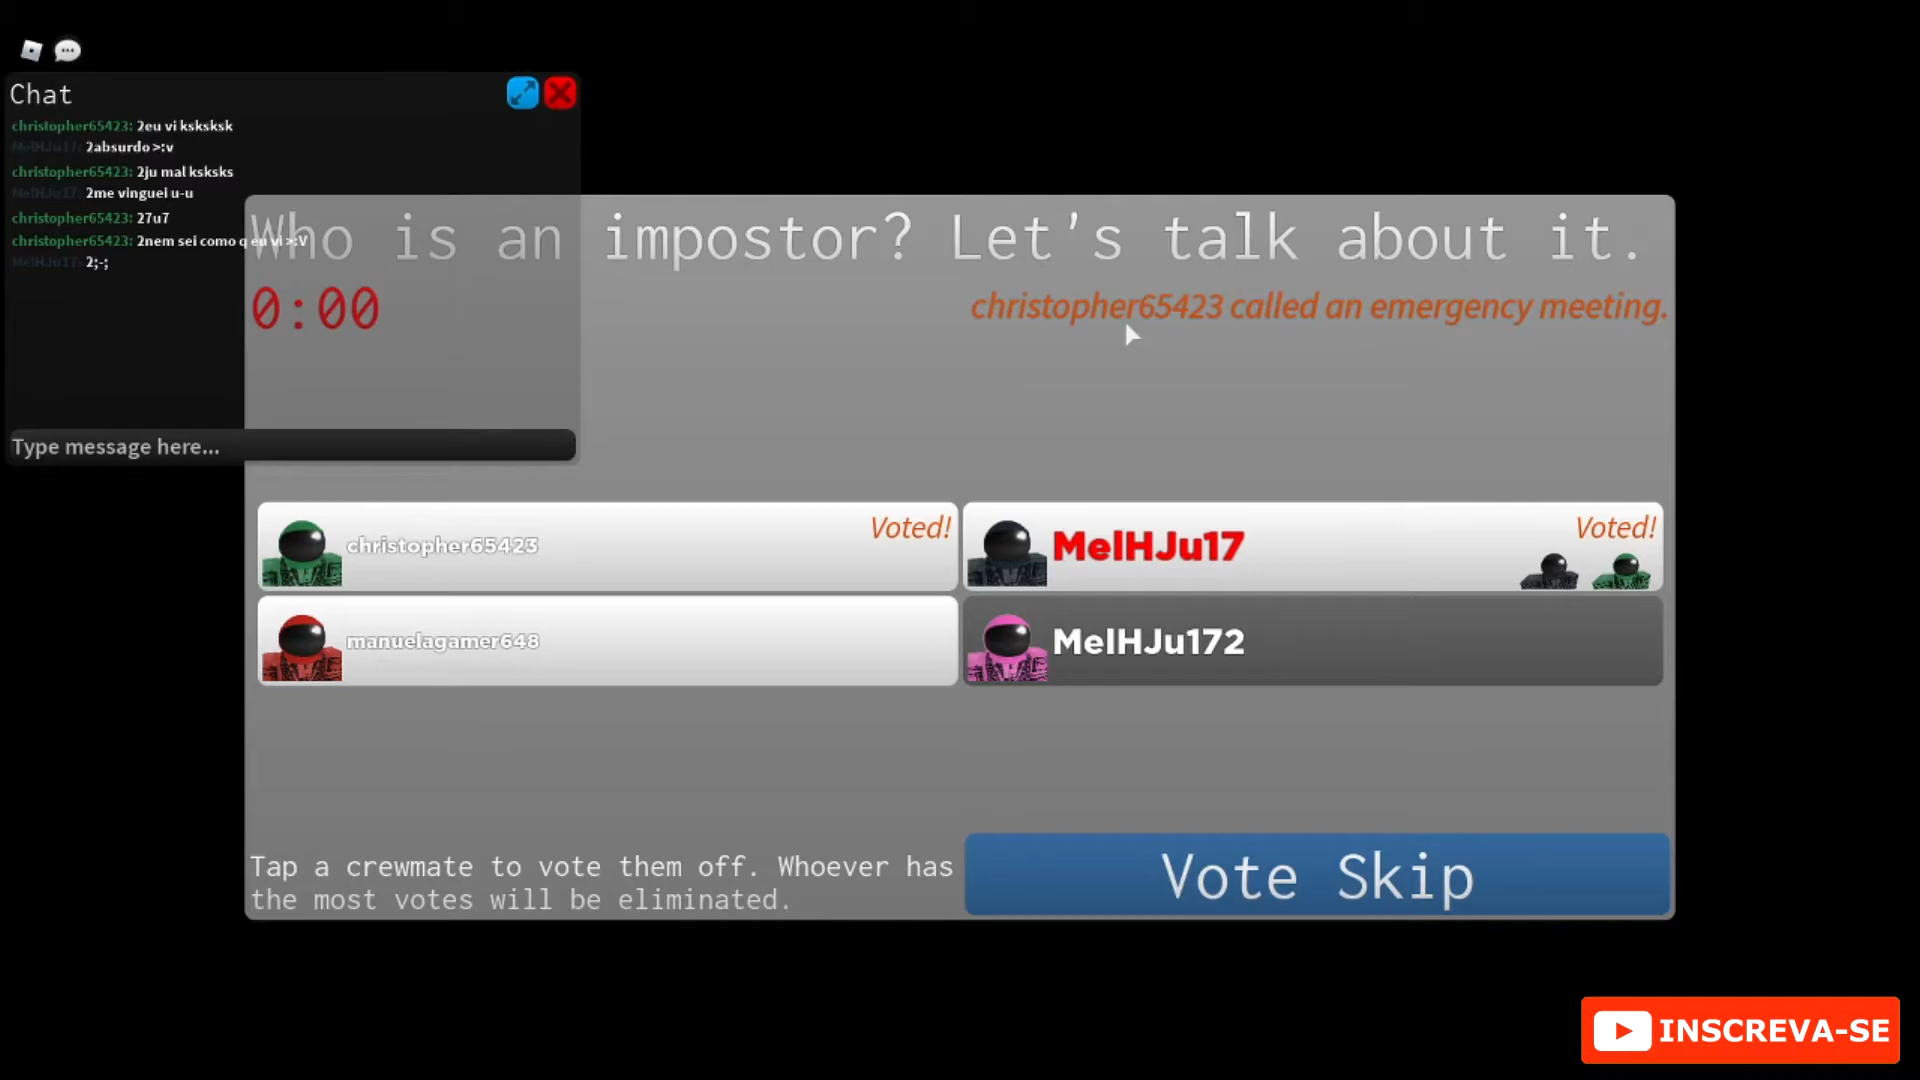 Chat
christopher65423: 2eu vi ksksksk
MelHJu17: 2absurdo >:v
christopher65423: 2ju mal ksksks
MelHJu17: 2me vinguei u-u
christopher65423: 27u7
christopher65423: 2nem sei como q eu vi >:V
MelHJu17: 2;-;
Type message here...
Who is an impostor? Let's talk about it.
0:00
christopher65423 called an emergency meeting.
christopher65423
Voted!
MelHJu17
Voted!
manuelagamer648
MelHJu172
Tap a crewmate to vote them off. Whoever has
the most votes will be eliminated.
Vote Skip
INSCREVA-SE